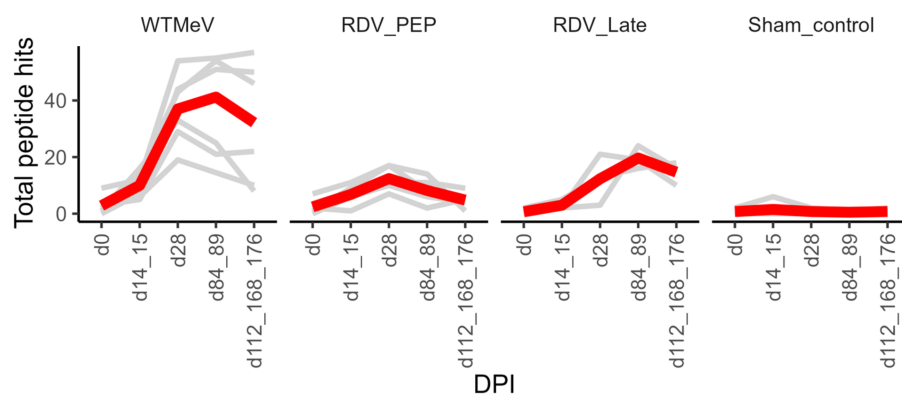 WTMeV RDV_PEP RDV_Late Sham_control
Total peptide hits
40
20
0
d0 d14_15 d28 d84_89 d112_168_176 d0 d14_15 d28 d84_89 d112_168_176 d0 d14_15 d28 d84_89 d112_168_176 d0 d14_15 d28 d84_89 d112_168_176
DPI